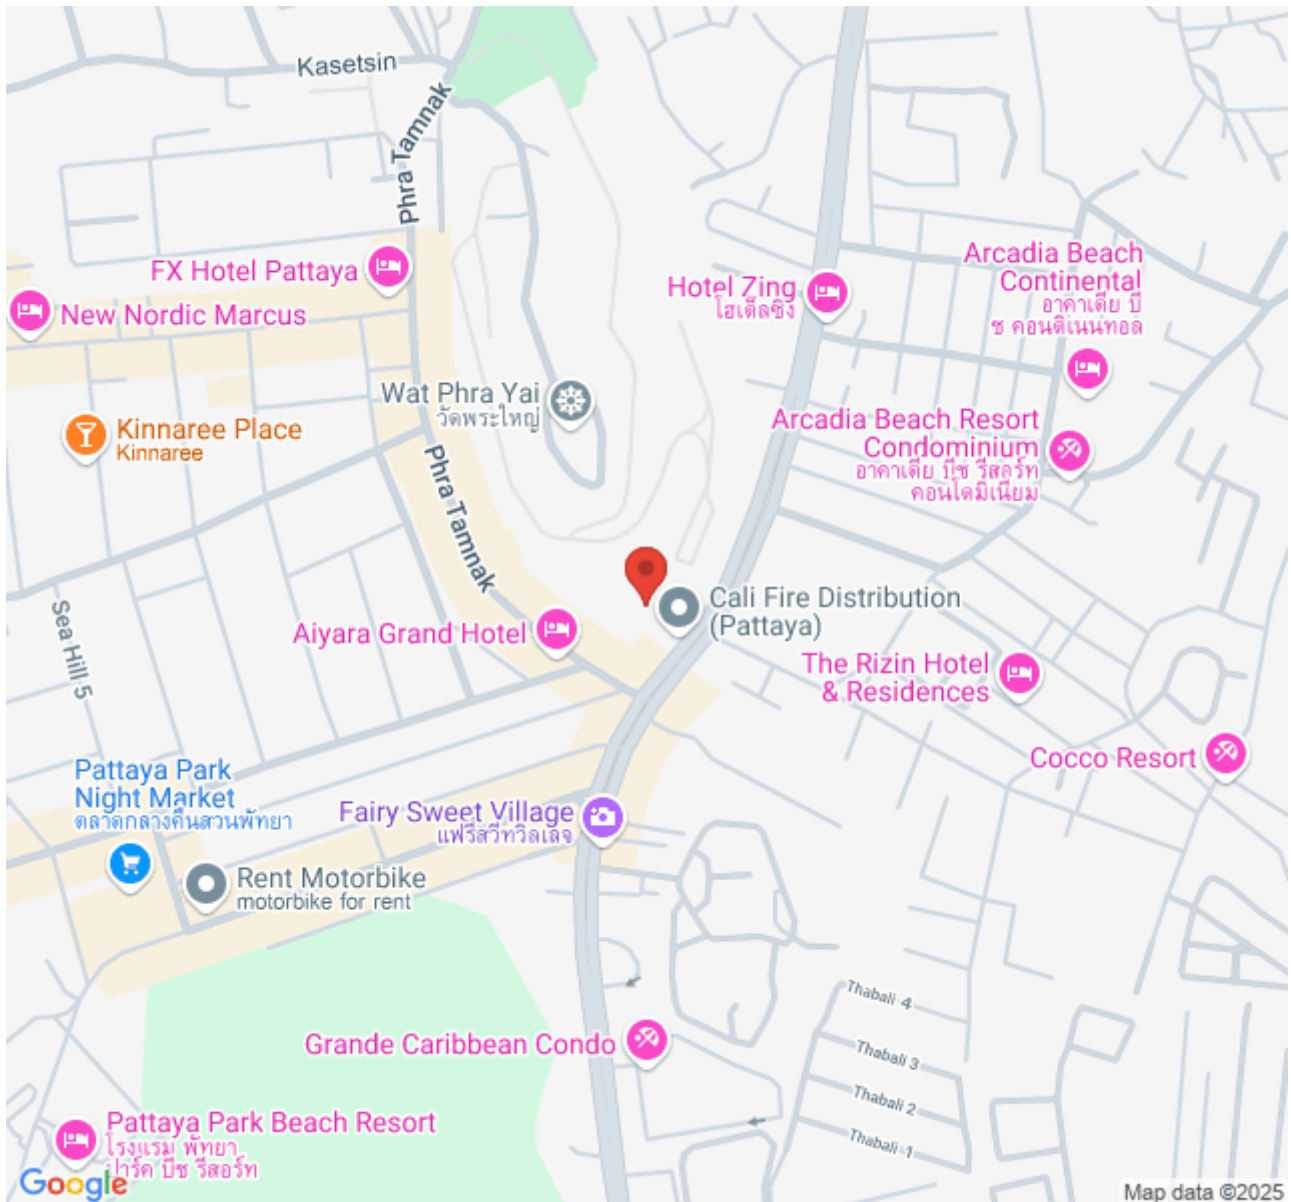 Kasetsin
Phra Tamnak
FX Hotel Pattaya
New Nordic Marcus
Hotel Zing
โฮเต็ลซิง
Arcadia Beach
Continental
อาคาเดีย บี
ช คอนติเนนทอล
Wat Phra Yai
วัดพระใหญ่
Kinnaree Place
Kinnaree
Arcadia Beach Resort
Condominium
อาคาเดีย บีช รีสอร์ท
คอนโดมิเนียม
Phra Tamnak
Cali Fire Distribution
(Pattaya)
Aiyara Grand Hotel
Sea Hill 5
The Rizin Hotel
& Residences
Cocco Resort
Pattaya Park
Night Market
ตลาดกลางคืนสวนพัทยา
Fairy Sweet Village
แฟรี่สวีทวิลเลจ
Rent Motorbike
motorbike for rent
Thabali 4
Grande Caribbean Condo
Thabali 3
Thabali 2
Thabali 1
Pattaya Park Beach Resort
โรงแรม พัทยา
ปาร์ค บีช รีสอร์ท
Google
Map data ©2025